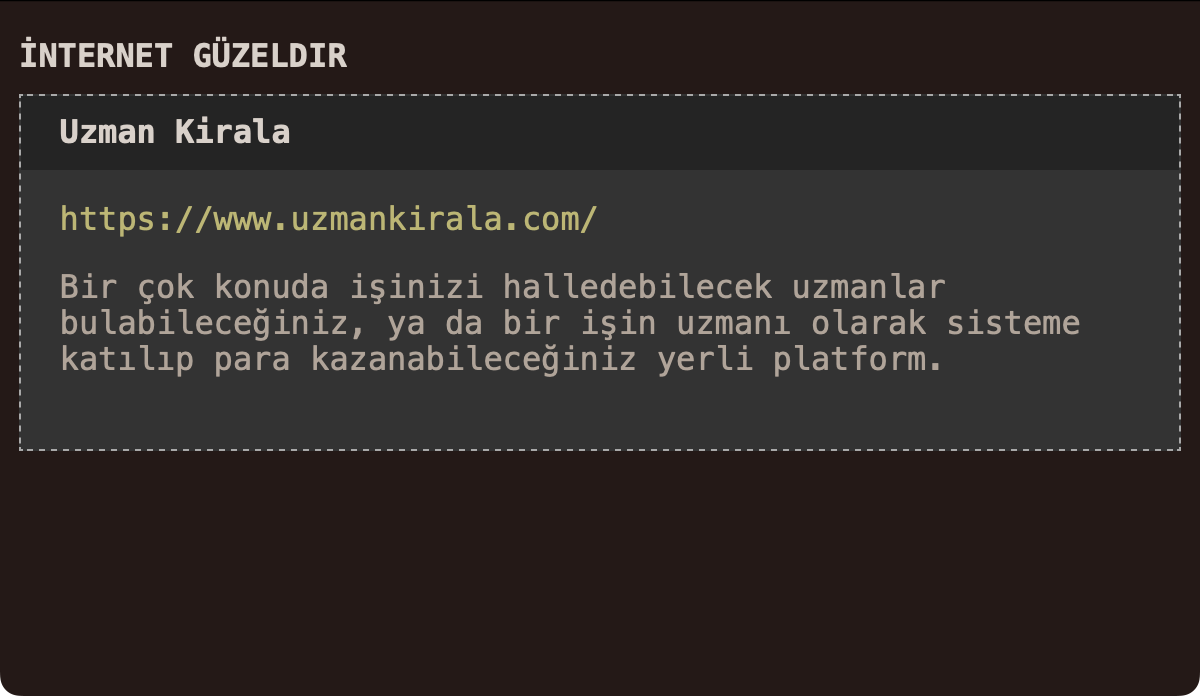 İNTERNET GÜZELDIR
Uzman Kirala
https://www.uzmankirala.com/
Bir çok konuda işinizi halledebilecek uzmanlar
bulabileceğiniz, ya da bir işin uzmanı olarak sisteme
katılıp para kazanabileceğiniz yerli platform.